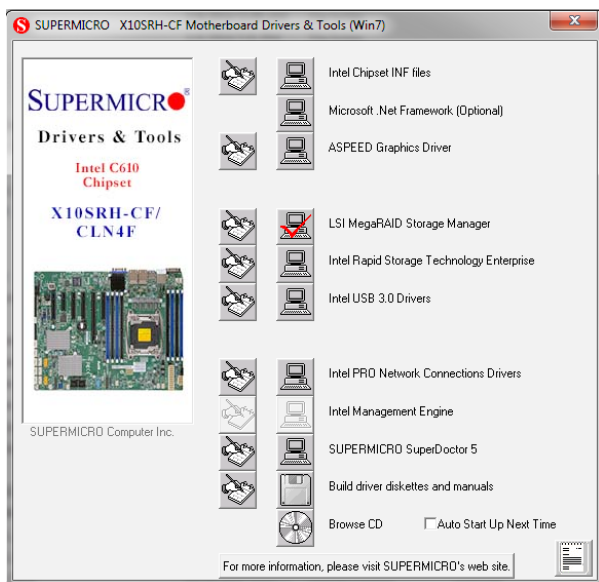 SUPERMICRO X10SRH-CF Motherboard Drivers & Tools (Win7)
SUPERMICRO®
Drivers & Tools
Intel C610
Chipset
X10SRH-CF/
CLN4F
SUPERMICRO Computer Inc.
Intel Chipset INF files
Microsoft .Net Framework (Optional)
ASPEED Graphics Driver
LSI MegaRAID Storage Manager
Intel Rapid Storage Technology Enterprise
Intel USB 3.0 Drivers
Intel PRO Network Connections Drivers
Intel Management Engine
SUPERMICRO SuperDoctor 5
Build driver diskettes and manuals
Browse CD
Auto Start Up Next Time
For more information, please visit SUPERMICRO's web site.